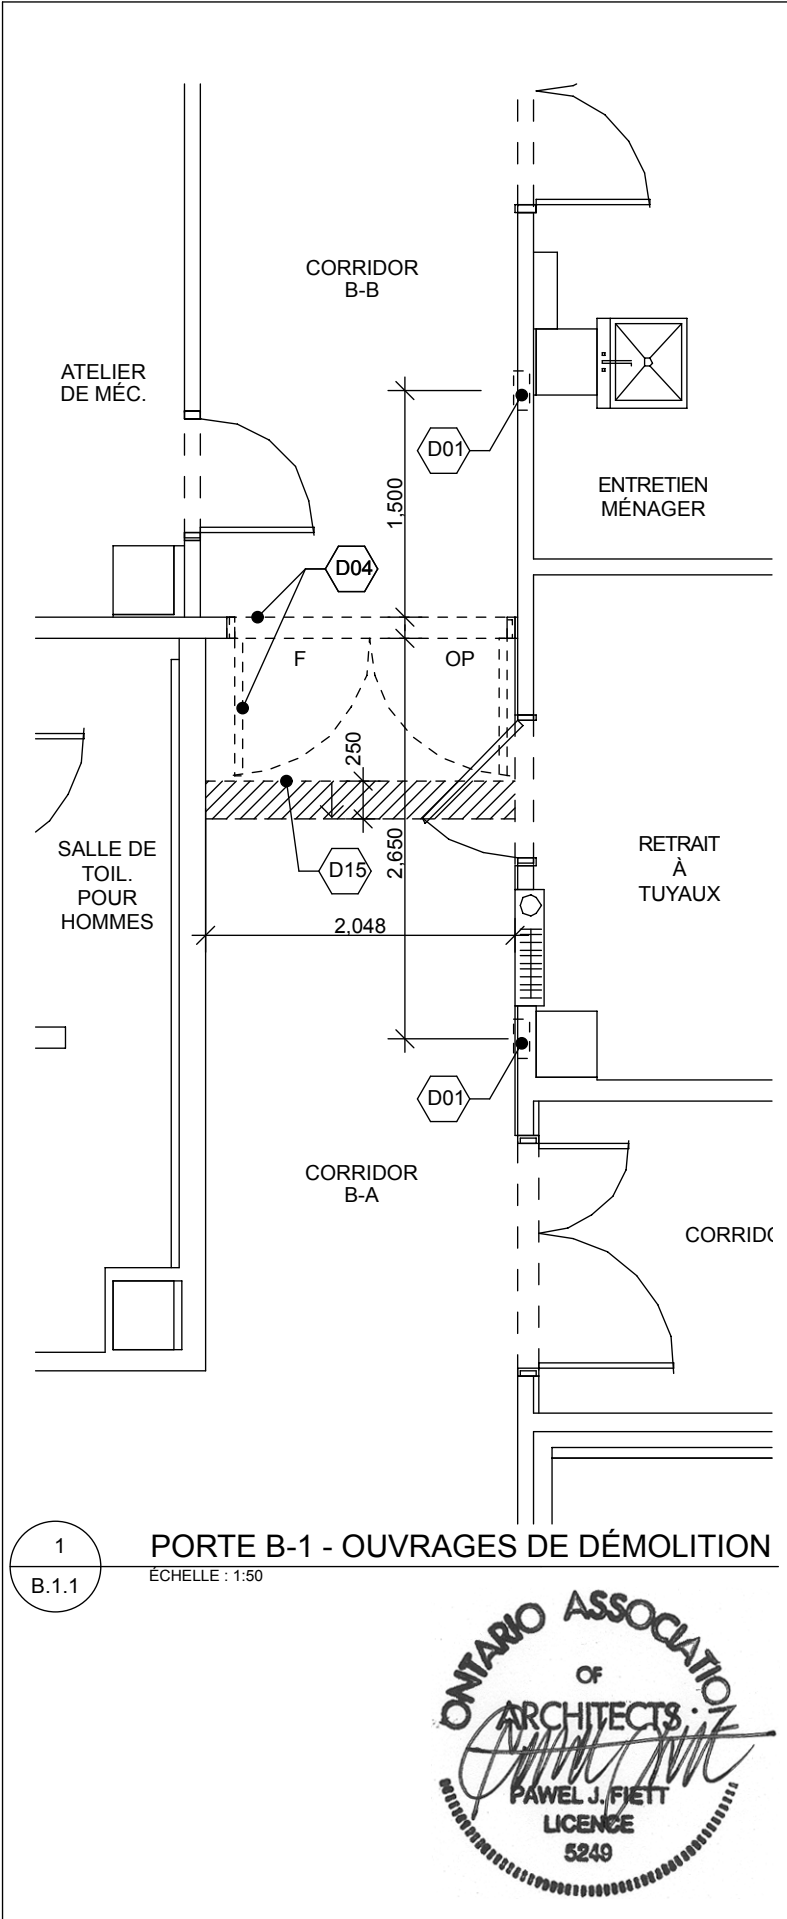 CORRIDOR
B-B
ATELIER
DE MÉC.
D01
ENTRETIEN
MÉNAGER
1,500
D04
F
OP
250
SALLE DE
TOIL.
POUR
HOMMES
D15
2,650
RETRAIT
À
TUYAUX
2,048
D01
CORRIDOR
B-A
CORRIDO
1
B.1.1
PORTE B-1 - OUVRAGES DE DÉMOLITION
ÉCHELLE : 1:50
ONTARIO ASSOCIATION
OF
ARCHITECTS
PAWEL J. FIETT
LICENCE
5249